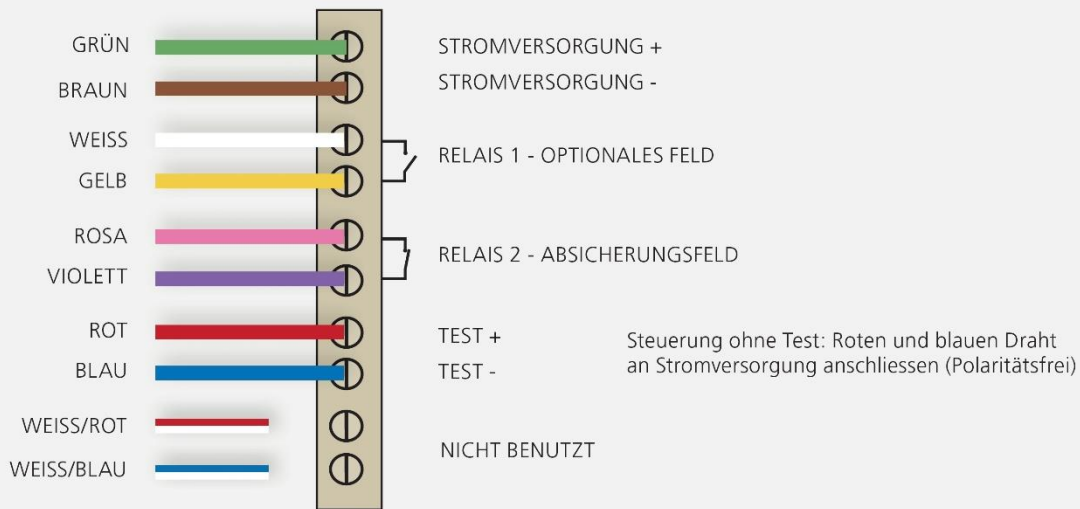 GRÜN STROMVERSORGUNG +
BRAUN STROMVERSORGUNG -
WEISS
RELAIS 1 - OPTIONALES FELD
GELB
ROSA
RELAIS 2 - ABSICHERUNGSFELD
VIOLETT
ROT TEST +
BLAU TEST -
Steuerung ohne Test: Roten und blauen Draht
an Stromversorgung anschliessen (Polaritätsfrei)
WEISS/ROT
NICHT BENUTZT
WEISS/BLAU